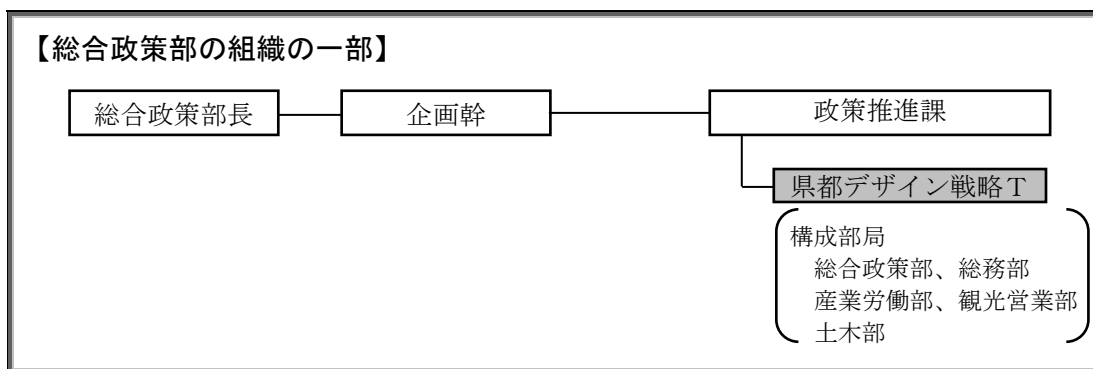 【総合政策部の組織の一部】
総合政策部長 企画幹 政策推進課
県都デザイン戦略T
構成部局
総合政策部、総務部
産業労働部、観光営業部
土木部